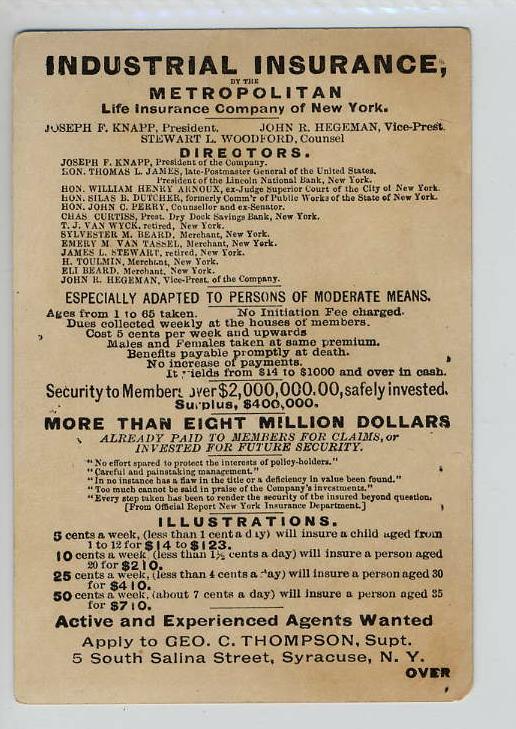 INDUSTRIAL INSURANCE,
BY THE
METROPOLITAN
Life Insurance Company of New York.
JOSEPH F. KNAPP, President. JOHN R. HEGEMAN, Vice-Prest.
STEWART L. WOODFORD, Counsel
DIRECTORS.
JOSEPH F. KNAPP, President of the Company.
HON. THOMAS L. JAMES, late-Postmaster General of the United States.
President of the Lincoln National Bank, New York.
HON. WILLIAM HENRY ARNOUX, ex-Judge Superior Court of the City of New York.
HON. SILAS B. DUTCHER, formerly Comm'r of Public Works of the State of New York.
HON. JOHN C. PERRY, Counsellor and ex-Senator.
CHAS CURTISS, Prest. Dry Dock Savings Bank, New York.
T. J. VAN WYCK, retired, New York.
SYLVESTER M. BEARD, Merchant, New York.
EMERY M. VAN TASSEL, Merchant, New York.
JAMES L. STEWART, retired, New York.
H. TOULMIN, Merchant, New York.
ELI BEARD, Merchant, New York.
JOHN R. HEGEMAN, Vice-Prest. of the Company.
ESPECIALLY ADAPTED TO PERSONS OF MODERATE MEANS.
Ages from 1 to 65 taken. No Initiation Fee charged.
Dues collected weekly at the houses of members.
Cost 5 cents per week and upwards
Males and Females taken at same premium.
Benefits payable promptly at death.
No increase of payments.
It yields from $14 to $1000 and over in cash.
Security to Members over $2,000,000.00, safely invested.
Surplus, $400,000.
MORE THAN EIGHT MILLION DOLLARS
ALREADY PAID TO MEMBERS FOR CLAIMS, or
INVESTED FOR FUTURE SECURITY.
"No effort spared to protect the interests of policy-holders."
"Careful and painstaking management."
"In no instance has a flaw in the title or a deficiency in value been found."
"Too much cannot be said in praise of the Company's investments."
"Every step taken has been to render the security of the insured beyond question.
[From Official Report New York Insurance Department.]
ILLUSTRATIONS.
5 cents a week, (less than 1 cent a day) will insure a child aged from
1 to 12 for $14 to $123.
10 cents a week, (less than 1½ cents a day) will insure a person aged
20 for $210.
25 cents a week, (less than 4 cents a day) will insure a person aged 30
for $410.
50 cents a week, (about 7 cents a day) will insure a person aged 35
for $710.
Active and Experienced Agents Wanted
Apply to GEO. C. THOMPSON, Supt.
5 South Salina Street, Syracuse, N. Y.
OVER